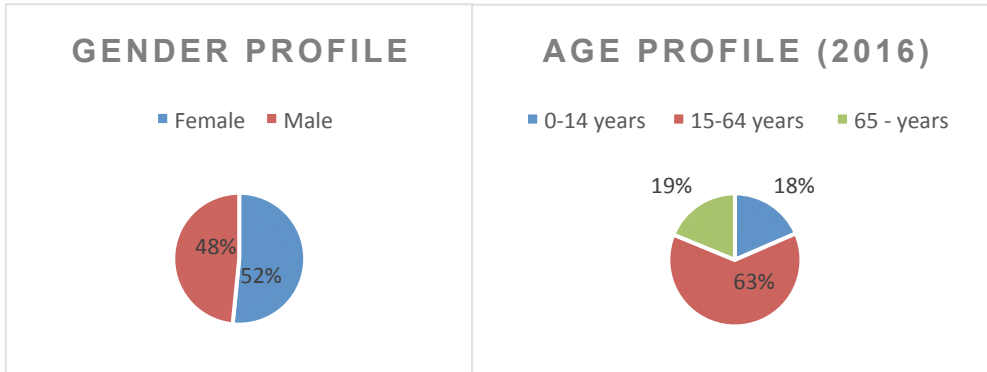 GENDER PROFILE
Female Male
48%
52%
AGE PROFILE (2016)
0-14 years 15-64 years 65 - years
19% 18%
63%